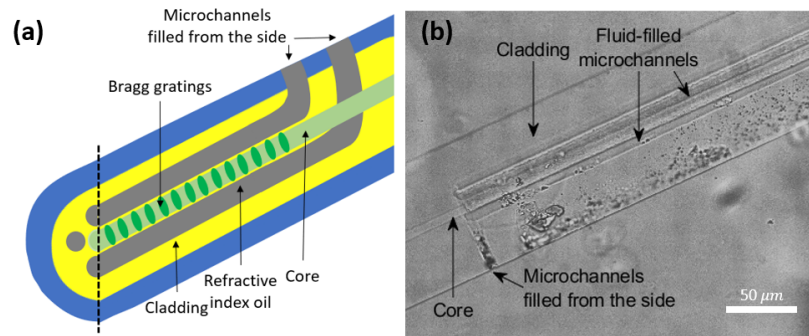 (a)
Microchannels
filled from the side
Bragg gratings
Core
Refractive
index oil
Cladding
(b)
Cladding
Fluid-filled
microchannels
Core
Microchannels
filled from the side
50 μm